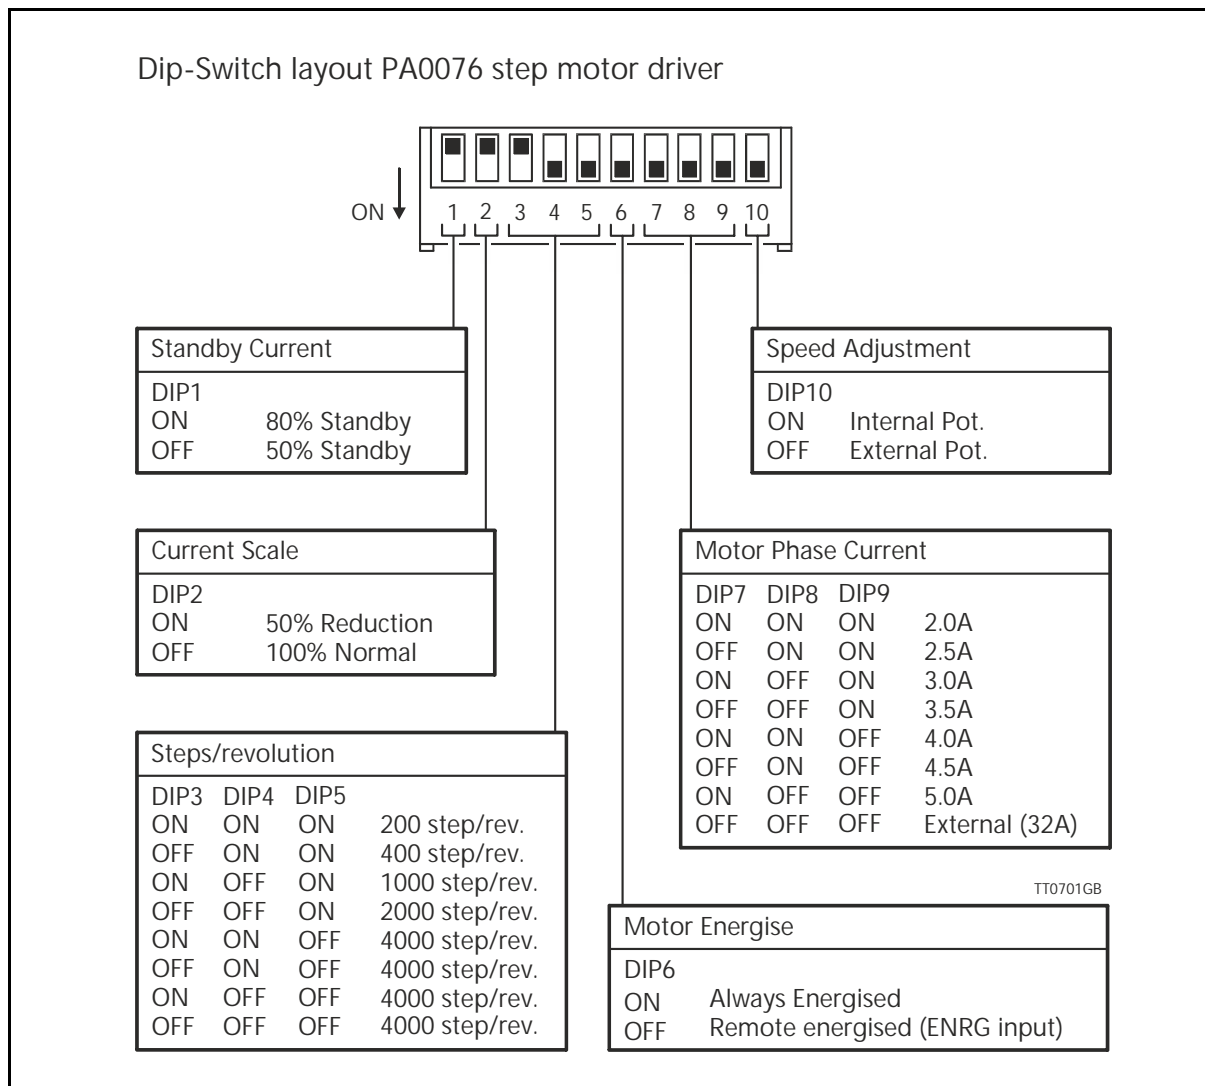 Dip-Switch layout PA0076 step motor driver
ON
1 2 3 4 5 6 7 8 9 10
Standby Current
DIP1
ON 80% Standby
OFF 50% Standby
Speed Adjustment
DIP10
ON Internal Pot.
OFF External Pot.
Current Scale
DIP2
ON 50% Reduction
OFF 100% Normal
Motor Phase Current
DIP7 DIP8 DIP9
ON ON ON 2.0A
OFF ON ON 2.5A
ON OFF ON 3.0A
OFF OFF ON 3.5A
ON ON OFF 4.0A
OFF ON OFF 4.5A
ON OFF OFF 5.0A
OFF OFF OFF External (32A)
Steps/revolution
DIP3 DIP4 DIP5
ON ON ON 200 step/rev.
OFF ON ON 400 step/rev.
ON OFF ON 1000 step/rev.
OFF OFF ON 2000 step/rev.
ON ON OFF 4000 step/rev.
OFF ON OFF 4000 step/rev.
ON OFF OFF 4000 step/rev.
OFF OFF OFF 4000 step/rev.
TT0701GB
Motor Energise
DIP6
ON Always Energised
OFF Remote energised (ENRG input)